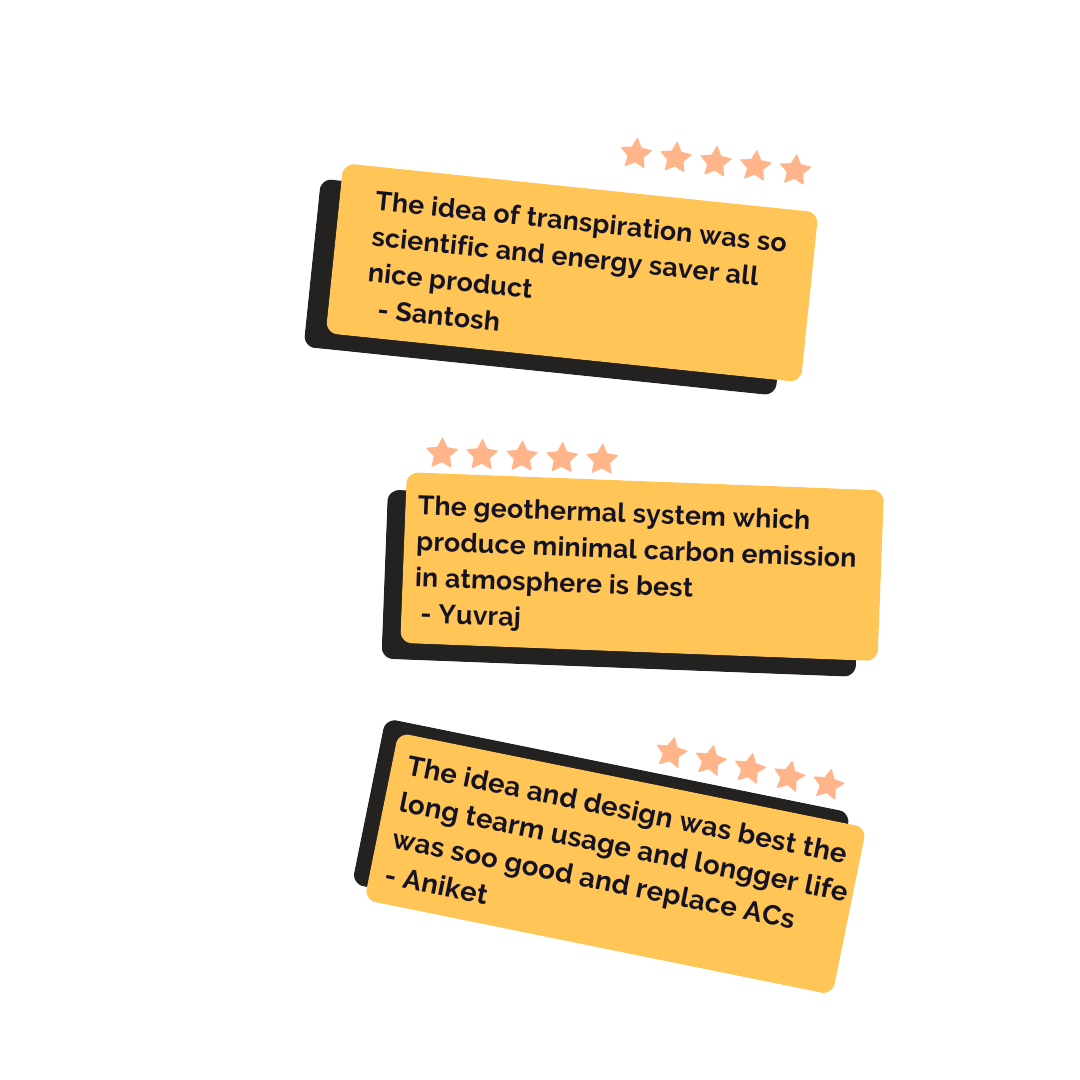 The idea of transpiration was so
scientific and energy saver all
nice product
- Santosh
The geothermal system which
produce minimal carbon emission
in atmosphere is best
- Yuvraj
The idea and design was best the
long tearm usage and longger life
was soo good and replace ACs
- Aniket